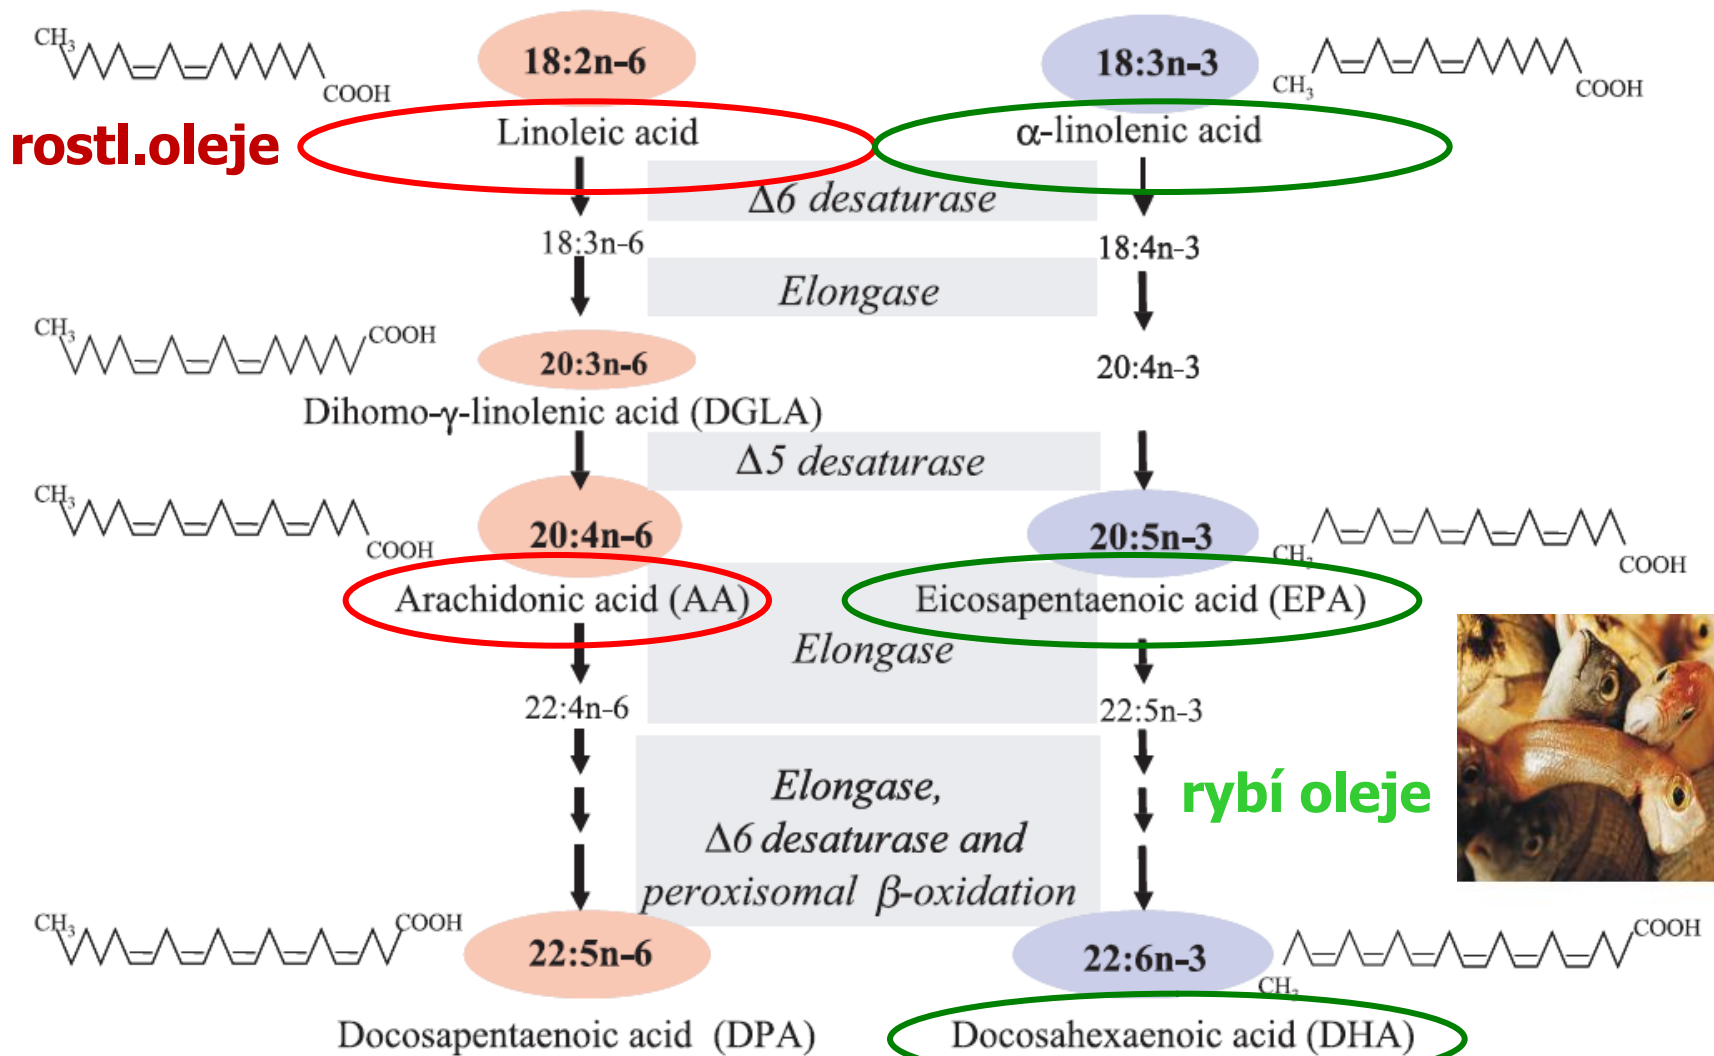 CH3
COOH
18:2n-6
18:3n-3
CH3
COOH
rostl.oleje
Linoleic acid
α-linolenic acid
Δ6 desaturase
18:3n-6
18:4n-3
Elongase
CH3
COOH
20:3n-6
20:4n-3
Dihomo-γ-linolenic acid (DGLA)
Δ5 desaturase
CH3
COOH
20:4n-6
20:5n-3
CH3
COOH
Arachidonic acid (AA)
Eicosapentaenoic acid (EPA)
Elongase
22:4n-6
22:5n-3
rybí oleje
Elongase,
Δ6 desaturase and
peroxisomal β-oxidation
CH3
COOH
22:5n-6
22:6n-3
CH3
COOH
Docosapentaenoic acid (DPA)
Docosahexaenoic acid (DHA)